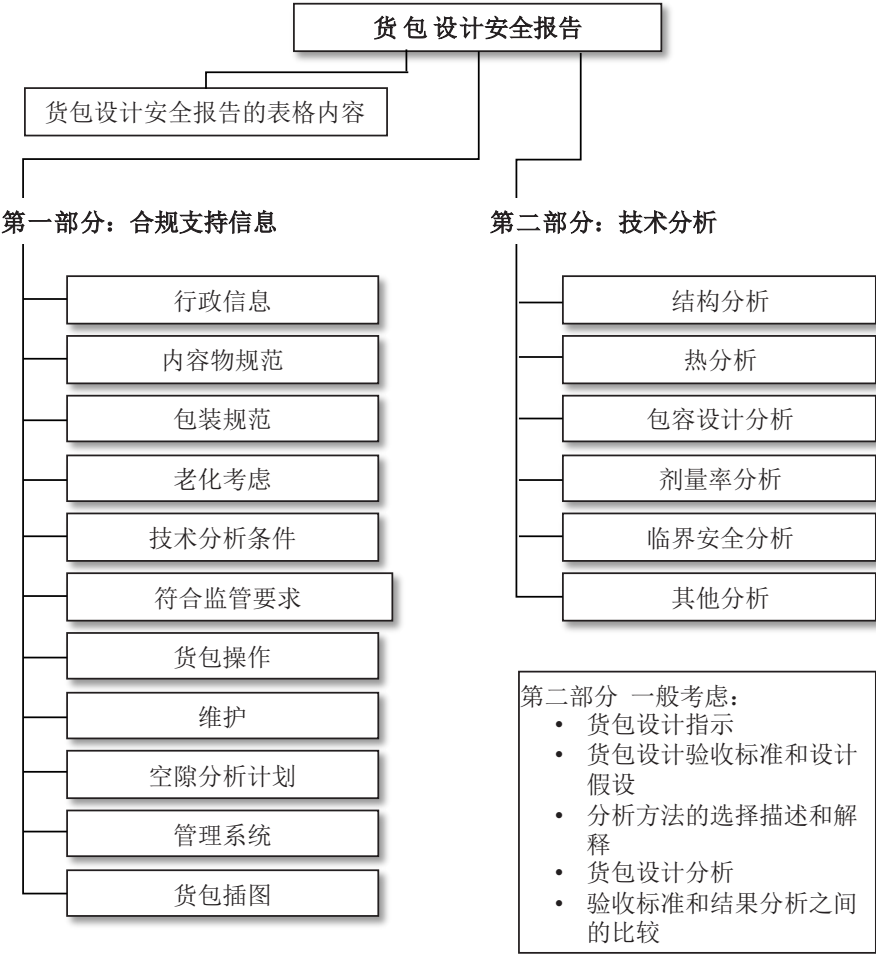 货包设计安全报告
货包设计安全报告的表格内容
第一部分：合规支持信息
行政信息
内容物规范
包装规范
老化考虑
技术分析条件
符合监管要求
货包操作
维护
空隙分析计划
管理系统
货包插图
第二部分：技术分析
结构分析
热分析
包容设计分析
剂量率分析
临界安全分析
其他分析
第二部分 一般考虑：
• 货包设计指示
• 货包设计验收标准和设计
假设
• 分析方法的选择描述和解
释
• 货包设计分析
• 验收标准和结果分析之间
的比较